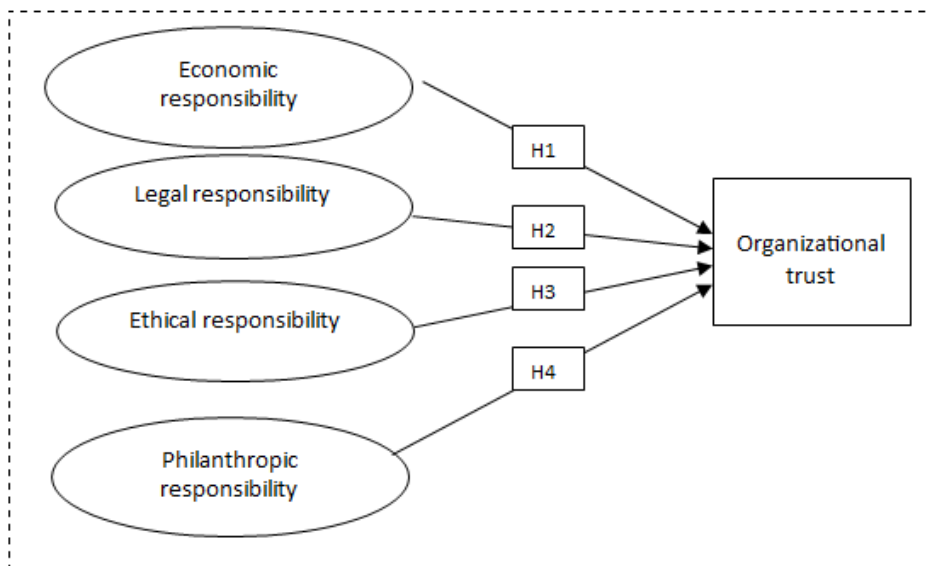 Economic
responsibility
H1
Legal responsibility
H2
Organizational
trust
H3
Ethical responsibility
H4
Philanthropic
responsibility